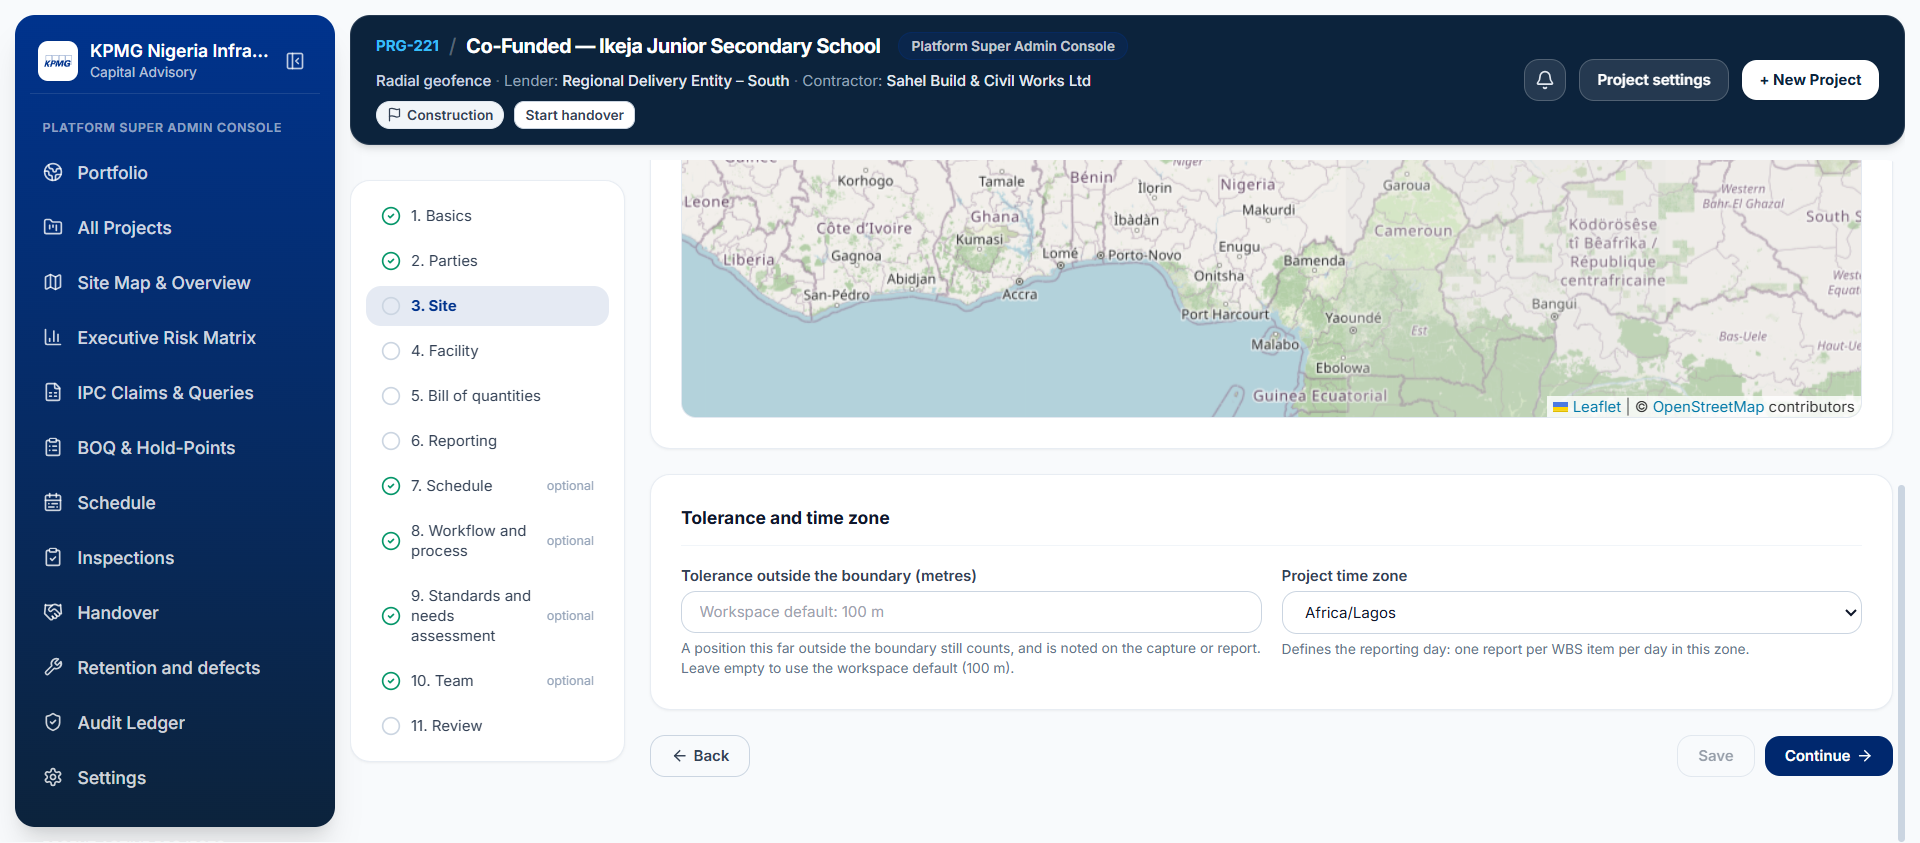 KPMG
KPMG Nigeria Infra...
Capital Advisory
PLATFORM SUPER ADMIN CONSOLE
Portfolio
All Projects
Site Map & Overview
Executive Risk Matrix
IPC Claims & Queries
BOQ & Hold-Points
Schedule
Inspections
Handover
Retention and defects
Audit Ledger
Settings
PRG-221 / Co-Funded — Ikeja Junior Secondary School Platform Super Admin Console
Radial geofence · Lender: Regional Delivery Entity – South · Contractor: Sahel Build & Civil Works Ltd
Construction Start handover
Project settings
+ New Project
1. Basics
2. Parties
3. Site
4. Facility
5. Bill of quantities
6. Reporting
7. Schedule optional
8. Workflow and
process
optional
9. Standards and
needs
assessment
optional
10. Team optional
11. Review
Niger
Korhogo
Tamale
Bénin
Ìlọrin
Nigeria
Garoua
Western
Bahr El Ghazal
Leone
Côte d'Ivoire
Ghana
Ìbàdàn
Makurdi
South S
Kumasi
Cameroun
Ködörösêse
tî Bêafrîka /
République
centrafricaine
Liberia
Gagnoa
Lomé
Porto-Novo
Enugu
Bamenda
Abidjan
Onitsha
West
Equat
San-Pédro
Accra
Port Harcourt
Yaoundé
Bangui
Est
Bas-Uele
Haut-Ue
Malabo
Ebolowa
Guinea Ecuatorial
Leaflet | © OpenStreetMap contributors
Tolerance and time zone
Tolerance outside the boundary (metres)
Workspace default: 100 m
A position this far outside the boundary still counts, and is noted on the capture or report.
Leave empty to use the workspace default (100 m).
Project time zone
Africa/Lagos
Defines the reporting day: one report per WBS item per day in this zone.
← Back
Save
Continue →